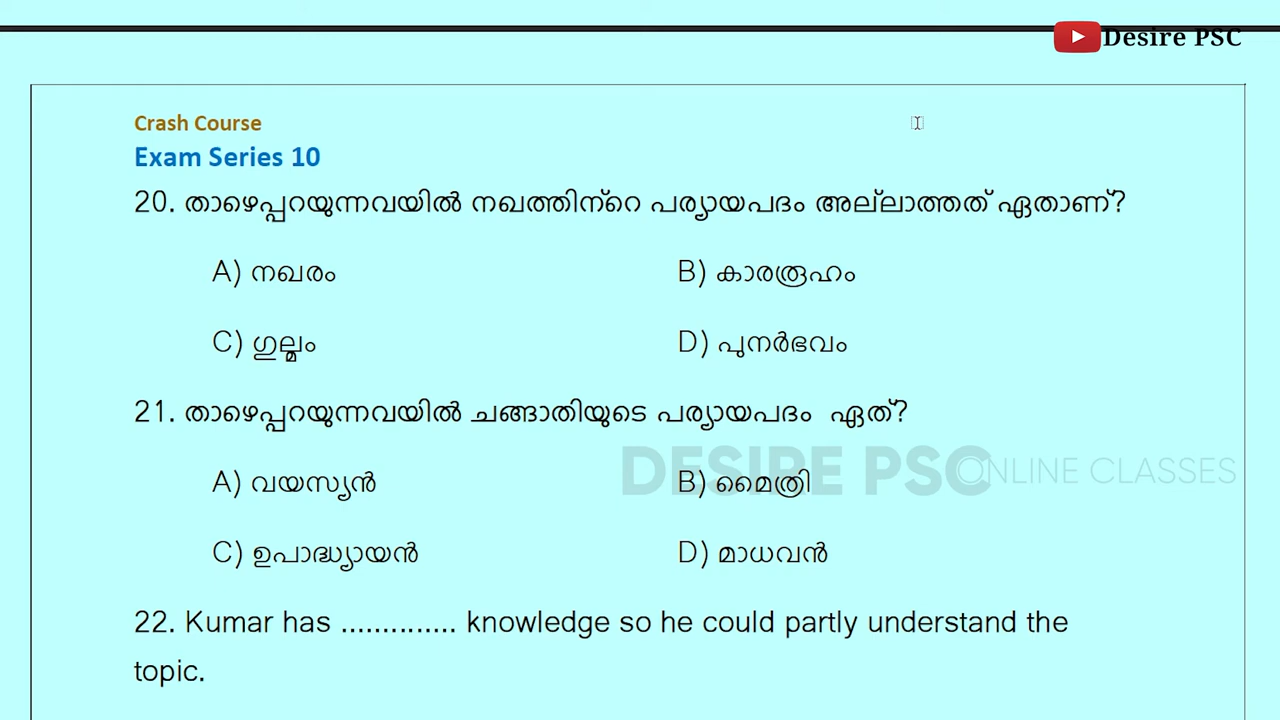 Desire PSC
Crash Course
Exam Series 10
20. താഴെപ്പറയുന്നവയിൽ നഖത്തിൻ്റെ പര്യായപദം അല്ലാത്തത് ഏതാണ്?
A) നഖരം B) കാരരൂഹം
C) ഗുല്മം D) പുനർഭവം
21. താഴെപ്പറയുന്നവയിൽ ചങ്ങാതിയുടെ പര്യായപദം ഏത്?
DESIRE PSC ONLINE CLASSES
A) വയസ്യൻ B) മൈത്രി
C) ഉപാദ്ധ്യായൻ D) മാധവൻ
22. Kumar has .............. knowledge so he could partly understand the
topic.